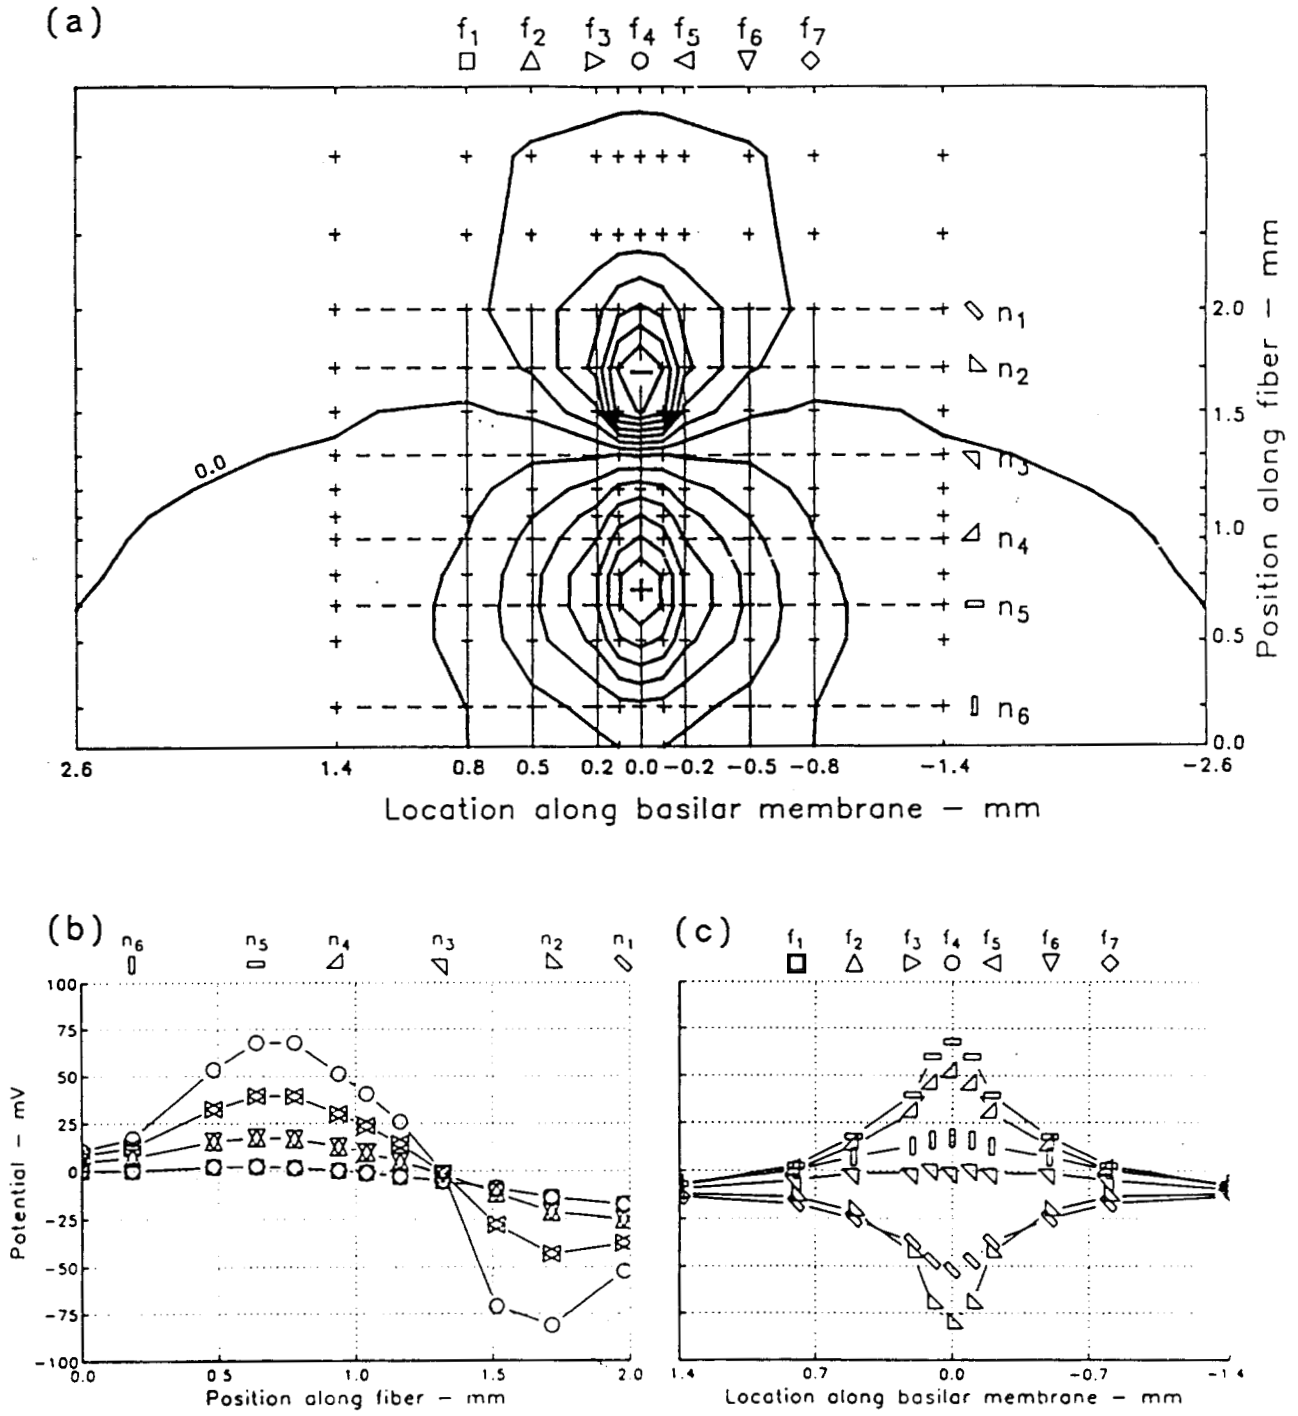 (a)
f1 f2 f3 f4 f5 f6 f7
0.0
2.0
n1
n2
1.5
n3
1.0
n4
n5
0.5
n6
0.0
Position along fiber – mm
2.6 1.4 0.8 0.5 0.2 0.0 –0.2 –0.5 –0.8 –1.4 –2.6
Location along basilar membrane – mm
(b)
n6 n5 n4 n3 n2 n1
100
75
50
25
0
–25
–50
–75
–100
Potential – mV
0.0 0.5 1.0 1.5 2.0
Position along fiber – mm
(c)
f1 f2 f3 f4 f5 f6 f7
1.4 0.7 0.0 –0.7 –1.4
Location along basilar membrane – mm